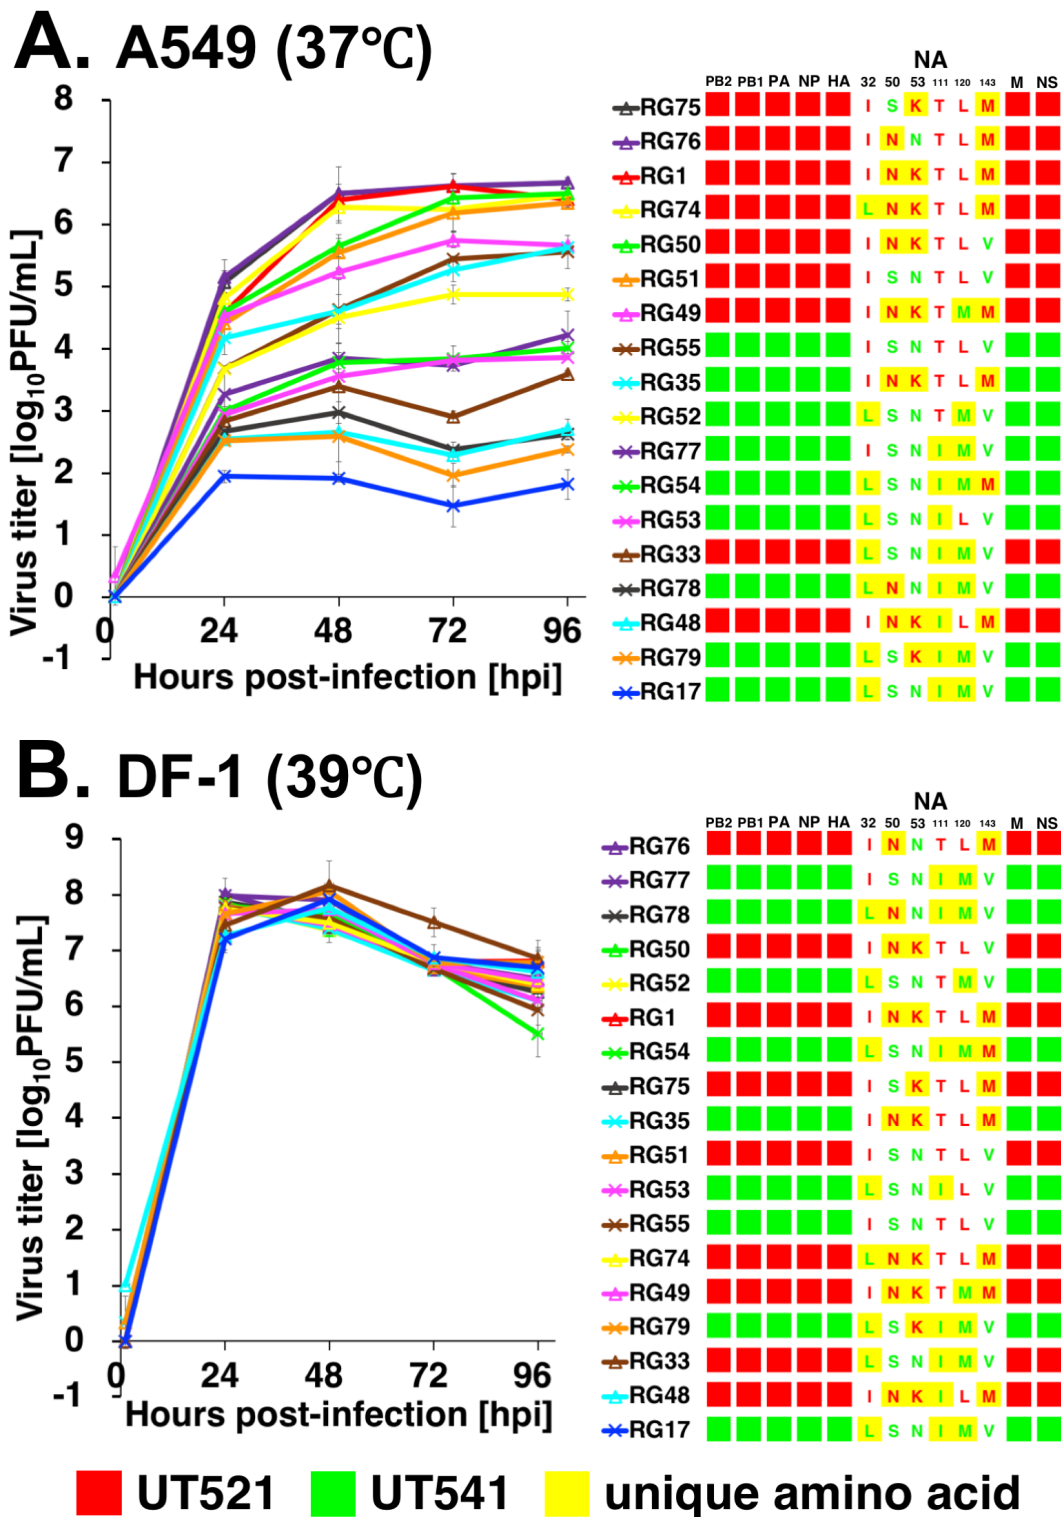 A. A549 (37℃)
NA
PB2 PB1 PA NP HA 32 50 53 111 120 143 M NS
8
7
6
5
4
3
2
1
0
-1
Virus titer [log10PFU/mL]
0 24 48 72 96
Hours post-infection [hpi]
RG75 I S K T L M
RG76 I N N T L M
RG1 I N K T L M
RG74 L N K T L M
RG50 I N K T L V
RG51 I S N T L V
RG49 I N K T M M
RG55 I S N T L V
RG35 I N K T L M
RG52 L S N T M V
RG77 I S N I M V
RG54 L S N I M M
RG53 L S N I L V
RG33 L S N I M V
RG78 L N N I M V
RG48 I N K I L M
RG79 L S K I M V
RG17 L S N I M V
B. DF-1 (39℃)
NA
PB2 PB1 PA NP HA 32 50 53 111 120 143 M NS
9
8
7
6
5
4
3
2
1
0
-1
Virus titer [log10PFU/mL]
0 24 48 72 96
Hours post-infection [hpi]
RG76 I N N T L M
RG77 I S N I M V
RG78 L N N I M V
RG50 I N K T L V
RG52 L S N T M V
RG1 I N K T L M
RG54 L S N I M M
RG75 I S K T L M
RG35 I N K T L M
RG51 I S N T L V
RG53 L S N I L V
RG55 I S N T L V
RG74 L N K T L M
RG49 I N K T M M
RG79 L S K I M V
RG33 L S N I M V
RG48 I N K I L M
RG17 L S N I M V
UT521 UT541 unique amino acid